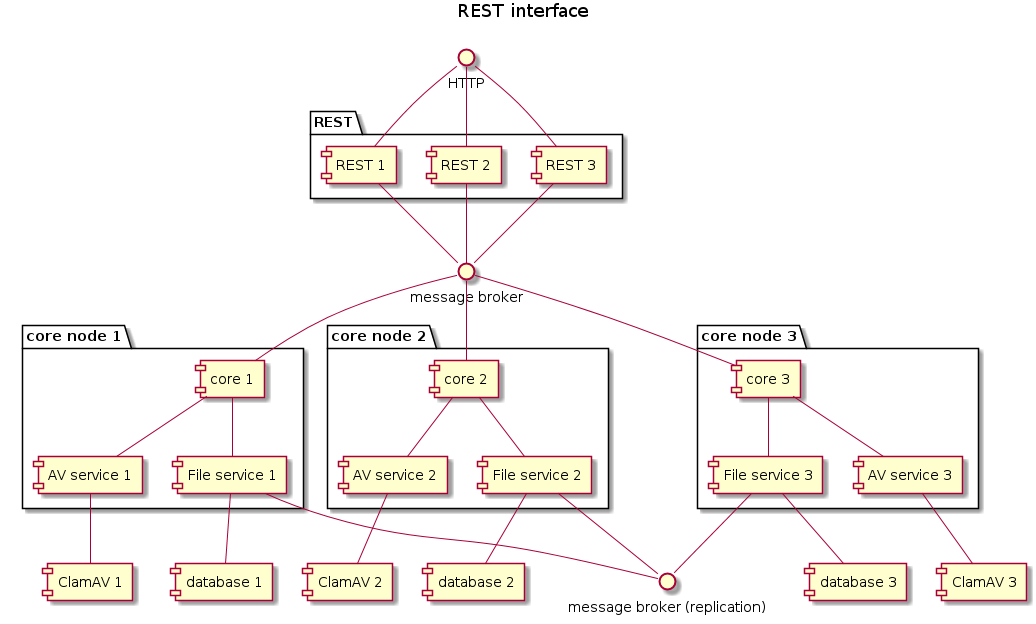 REST interface
HTTP
REST
REST 1
REST 2
REST 3
message broker
core node 1
core node 2
core node 3
core 1
core 2
core 3
AV service 1
File service 1
AV service 2
File service 2
File service 3
AV service 3
ClamAV 1
database 1
ClamAV 2
database 2
database 3
ClamAV 3
message broker (replication)